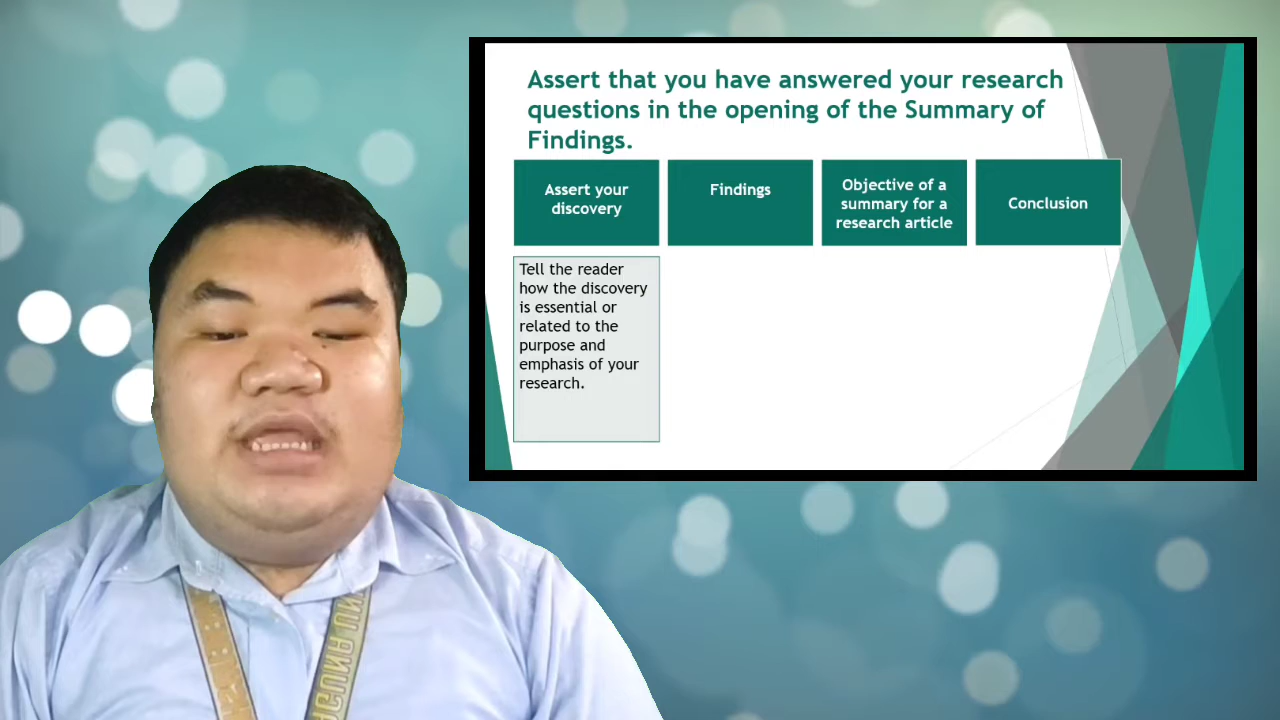 Assert that you have answered your research
questions in the opening of the Summary of
Findings.
Assert your
discovery
Findings
Objective of a
summary for a
research article
Conclusion
Tell the reader
how the discovery
is essential or
related to the
purpose and
emphasis of your
research.